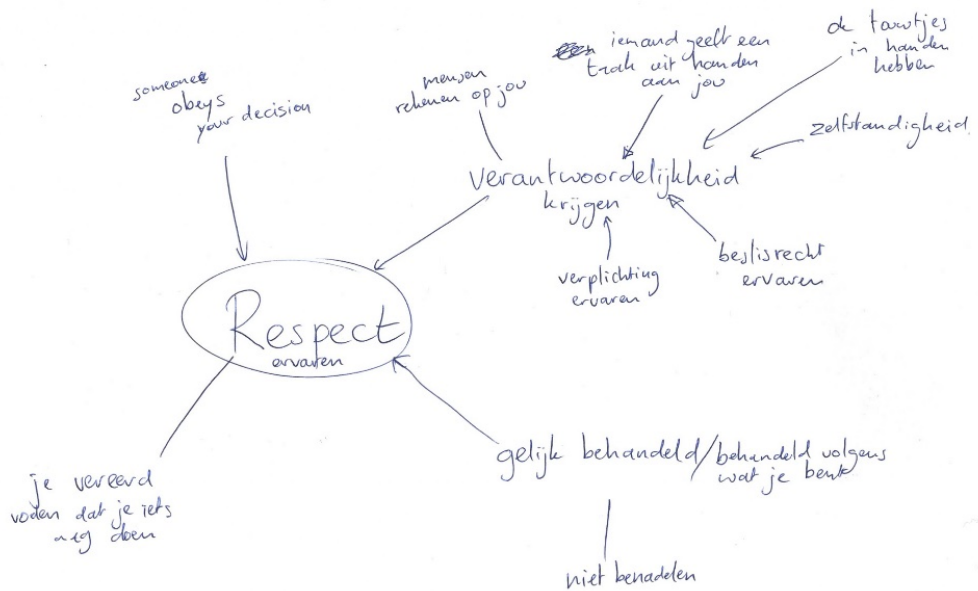 someone
obeys
your decision
mensen
rekenen op jou
iemand geeft een
taak uit handen
aan jou
de touwtjes
in handen
hebben
zelfstandigheid
verantwoordelijkheid
krijgen
verplichting
ervaren
beslisrecht
ervaren
Respect
ervaren
je vereerd
voelen dat je iets
mag doen
gelijk behandeld/behandeld volgens
wat je bent
niet benadelen